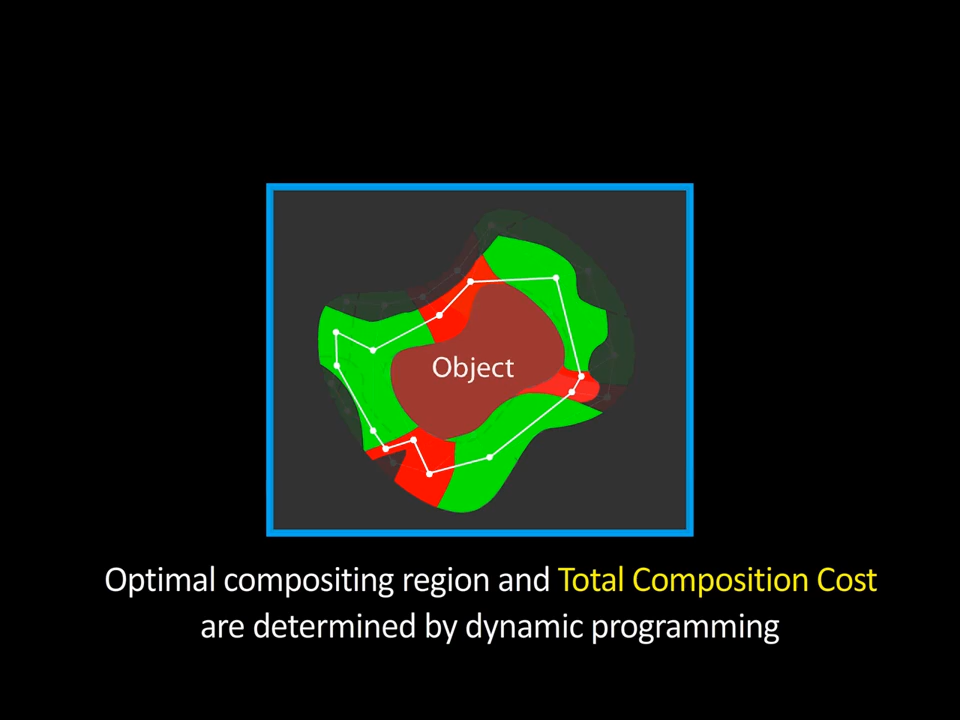 Object
Optimal compositing region and Total Composition Cost
are determined by dynamic programming